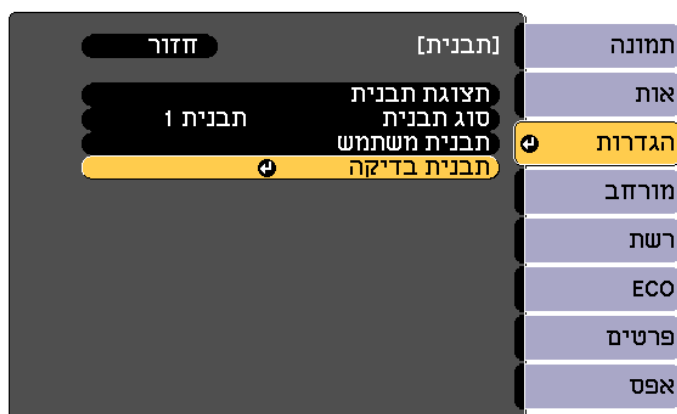 תמונה
אות
הגדרות
מורחב
רשת
ECO
פרטים
אפס
[תבנית] חזור
תצוגת תבנית
סוג תבנית תבנית 1
תבנית משתמש
תבנית בדיקה